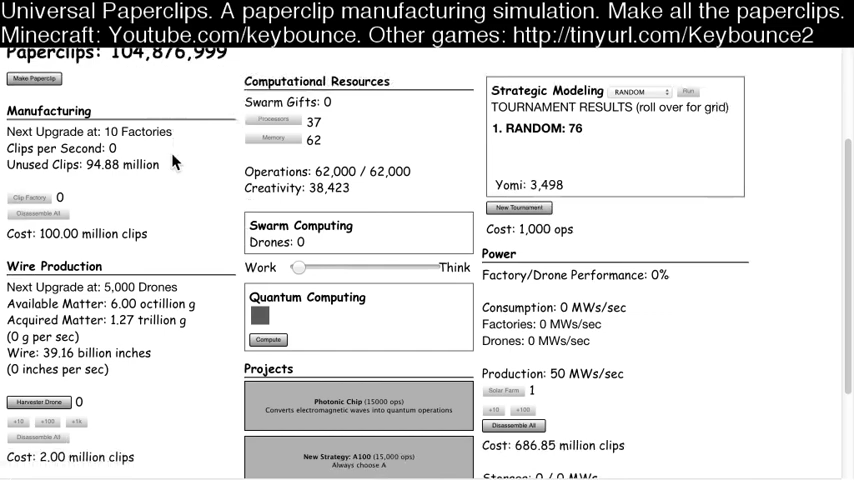 Universal Paperclips. A paperclip manufacturing simulation. Make all the paperclips.
Minecraft: Youtube.com/keybounce. Other games: http://tinyurl.com/Keybounce2
Paperclips: 104,876,999
Make Paperclip
Manufacturing
Next Upgrade at: 10 Factories
Clips per Second: 0
Unused Clips: 94.88 million
Clip Factory 0
Disassemble All
Cost: 100.00 million clips
Wire Production
Next Upgrade at: 5,000 Drones
Available Matter: 6.00 octillion g
Acquired Matter: 1.27 trillion g
(0 g per sec)
Wire: 39.16 billion inches
(0 inches per sec)
Harvester Drone 0
+10 +100 +1k
Disassemble All
Cost: 2.00 million clips
Computational Resources
Swarm Gifts: 0
Processors 37
Memory 62
Operations: 62,000 / 62,000
Creativity: 38,423
Swarm Computing
Drones: 0
Work Think
Quantum Computing
Compute
Projects
Photonic Chip (15000 ops)
Converts electromagnetic waves into quantum operations
New Strategy: A100 (15,000 ops)
Always choose A
Strategic Modeling RANDOM Run
TOURNAMENT RESULTS (roll over for grid)
1. RANDOM: 76
Yomi: 3,498
New Tournament
Cost: 1,000 ops
Power
Factory/Drone Performance: 0%
Consumption: 0 MWs/sec
Factories: 0 MWs/sec
Drones: 0 MWs/sec
Production: 50 MWs/sec
Solar Farm 1
+10 +100
Disassemble All
Cost: 686.85 million clips
Storage: 0 / 0 MWs